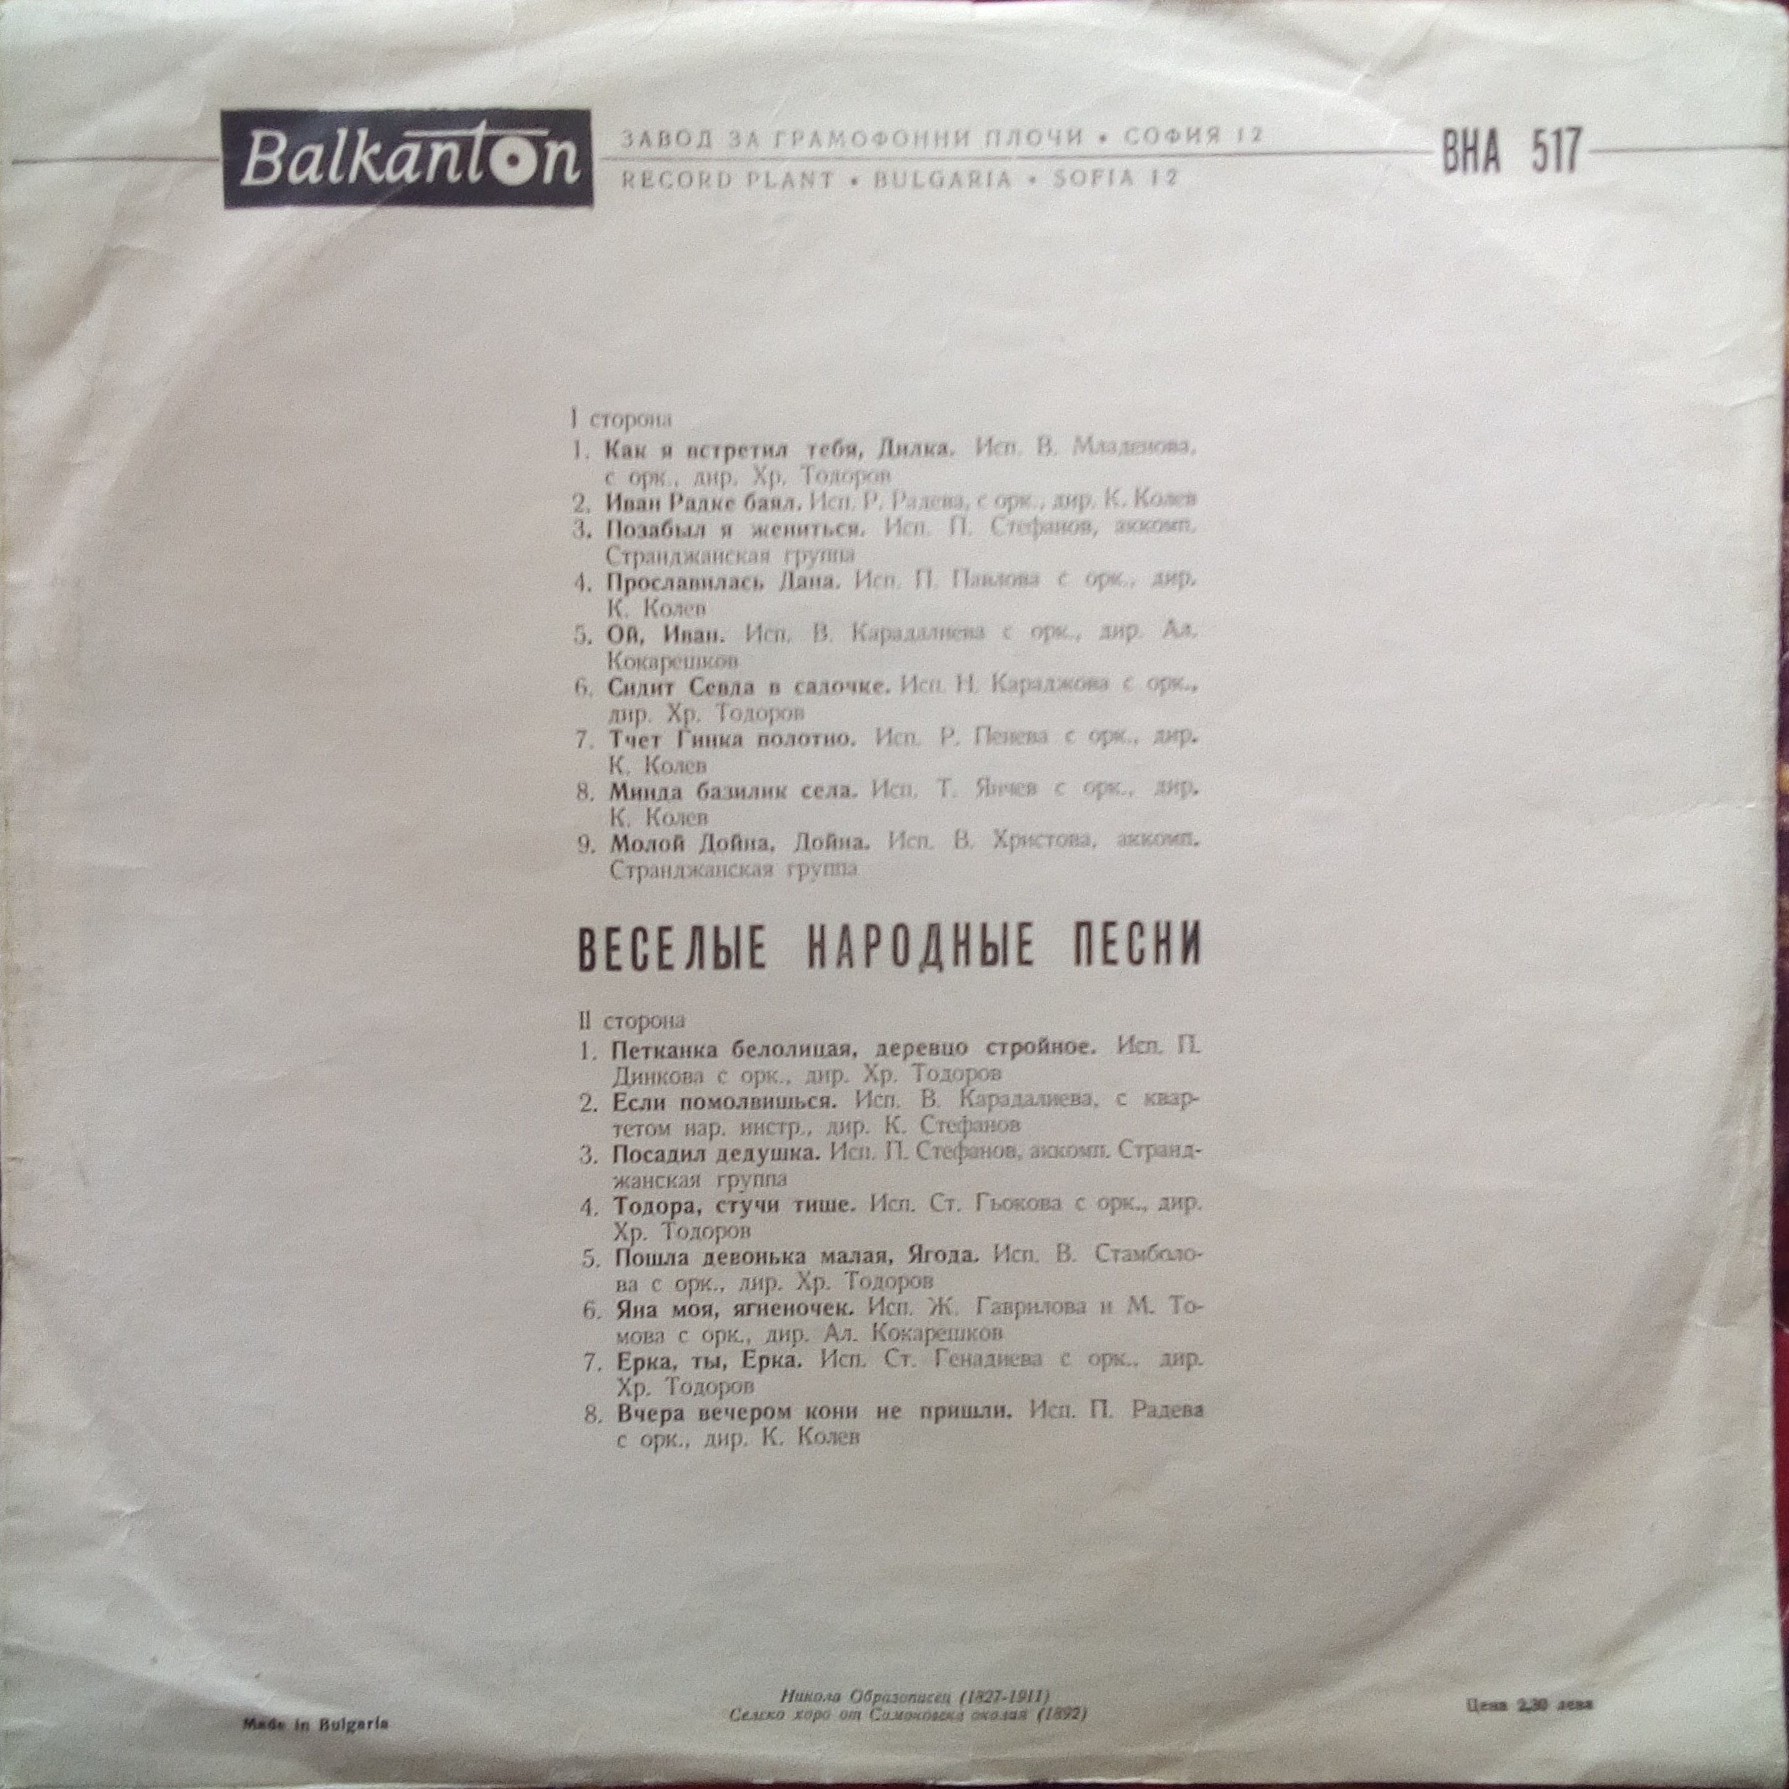 Balkanton
ЗАВОД ЗА ГРАМОФОННИ ПЛОЧИ • СОФИЯ 12
RECORD PLANT • BULGARIA • SOFIA 12
ВНА 517
I сторона
1. Как я встретил тебя, Дилка. Исп. В. Младенова,
с орк., дир. Хр. Тодоров
2. Иван Радке баял. Исп. Р. Радева, с орк., дир. К. Колев
3. Позабыл я жениться. Исп. П. Стефанов, аккомп.
Странджанская группа
4. Прославилась Дана. Исп. П. Павлова с орк., дир.
К. Колев
5. Ой, Иван. Исп. В. Карадалиева с орк., дир. Ал.
Кокарешков
6. Сидит Севда в садочке. Исп. Н. Караджова с орк.,
дир. Хр. Тодоров
7. Тчет Гинка полотно. Исп. Р. Пенева с орк., дир.
К. Колев
8. Минда базилик села. Исп. Т. Янчев с орк., дир.
К. Колев
9. Молой Дойна, Дойна. Исп. В. Христова, аккомп.
Странджанская группа
ВЕСЕЛЫЕ НАРОДНЫЕ ПЕСНИ
II сторона
1. Петканка белолицая, деревцо стройное. Исп. П.
Динкова с орк., дир. Хр. Тодоров
2. Если помолвишься. Исп. В. Карадалиева, с квар-
тетом нар. инстр., дир. К. Стефанов
3. Посадил дедушка. Исп. П. Стефанов, аккомп. Странд-
жанская группа
4. Тодора, стучи тише. Исп. Ст. Гьокова с орк., дир.
Хр. Тодоров
5. Пошла девонька малая, Ягода. Исп. В. Стамболо-
ва с орк., дир. Хр. Тодоров
6. Яна моя, ягненочек. Исп. Ж. Гаврилова и М. То-
мова с орк., дир. Ал. Кокарешков
7. Ерка, ты, Ерка. Исп. Ст. Генадиева с орк., дир.
Хр. Тодоров
8. Вчера вечером кони не пришли. Исп. П. Радева
с орк., дир. К. Колев
Никола Образописец (1827-1911)
Селско хоро от Самоковска околия (1892)
Made in Bulgaria
Цена 2,30 лева